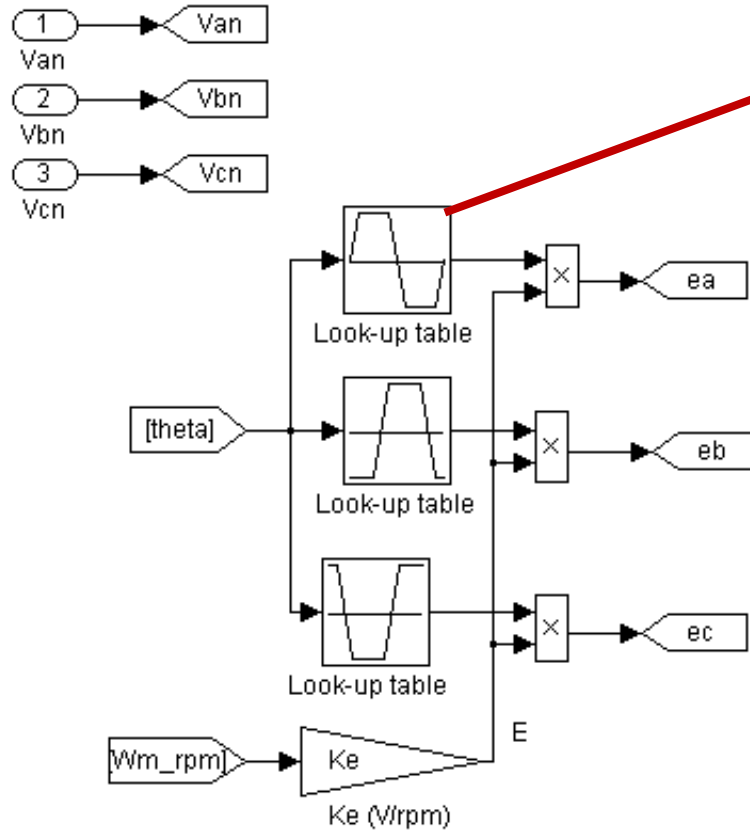 1
Van
Van
2
Vbn
Vbn
3
Vcn
Vcn
Look-up table
×
ea
[theta]
Look-up table
×
eb
Look-up table
×
ec
[Wm_rpm]
Ke
E
Ke (V/rpm)